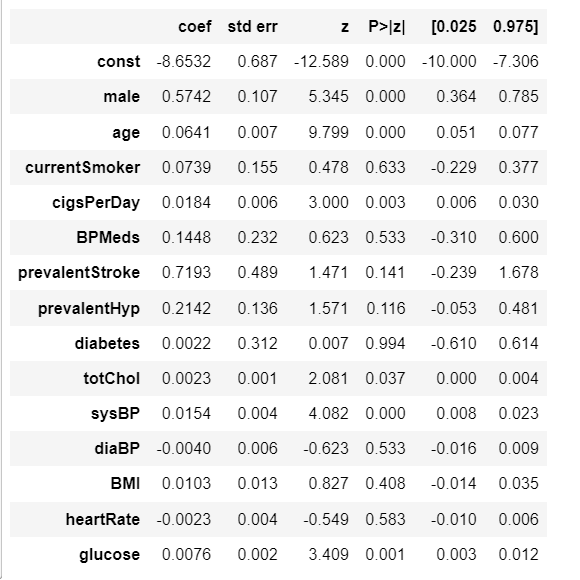 coef std err z P>|z| [0.025 0.975]
const -8.6532 0.687 -12.589 0.000 -10.000 -7.306
male 0.5742 0.107 5.345 0.000 0.364 0.785
age 0.0641 0.007 9.799 0.000 0.051 0.077
currentSmoker 0.0739 0.155 0.478 0.633 -0.229 0.377
cigsPerDay 0.0184 0.006 3.000 0.003 0.006 0.030
BPMeds 0.1448 0.232 0.623 0.533 -0.310 0.600
prevalentStroke 0.7193 0.489 1.471 0.141 -0.239 1.678
prevalentHyp 0.2142 0.136 1.571 0.116 -0.053 0.481
diabetes 0.0022 0.312 0.007 0.994 -0.610 0.614
totChol 0.0023 0.001 2.081 0.037 0.000 0.004
sysBP 0.0154 0.004 4.082 0.000 0.008 0.023
diaBP -0.0040 0.006 -0.623 0.533 -0.016 0.009
BMI 0.0103 0.013 0.827 0.408 -0.014 0.035
heartRate -0.0023 0.004 -0.549 0.583 -0.010 0.006
glucose 0.0076 0.002 3.409 0.001 0.003 0.012